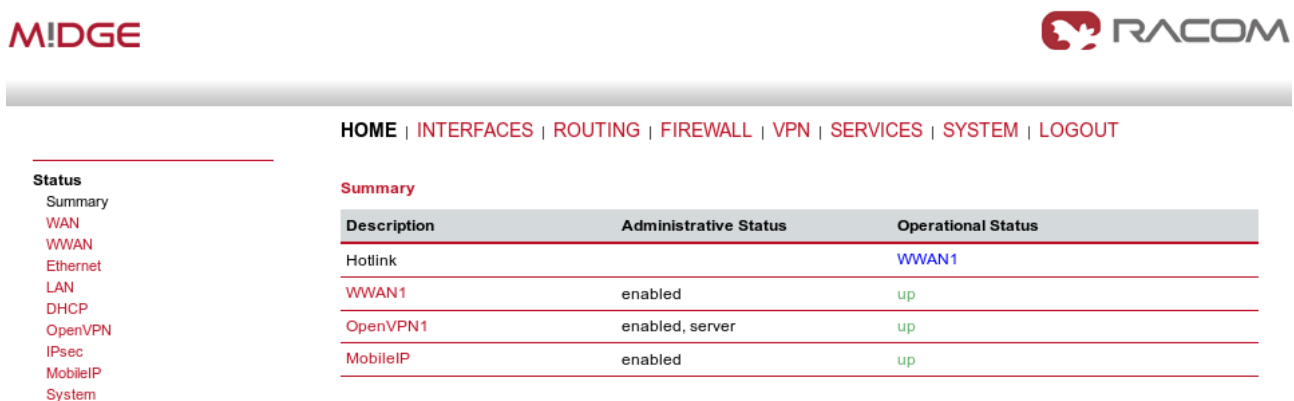 M!DGE
RACOM
HOME | INTERFACES | ROUTING | FIREWALL | VPN | SERVICES | SYSTEM | LOGOUT
Status
Summary
WAN
WWAN
Ethernet
LAN
DHCP
OpenVPN
IPsec
MobileIP
System
Summary
Description Administrative Status Operational Status
Hotlink WWAN1
WWAN1 enabled up
OpenVPN1 enabled, server up
MobileIP enabled up